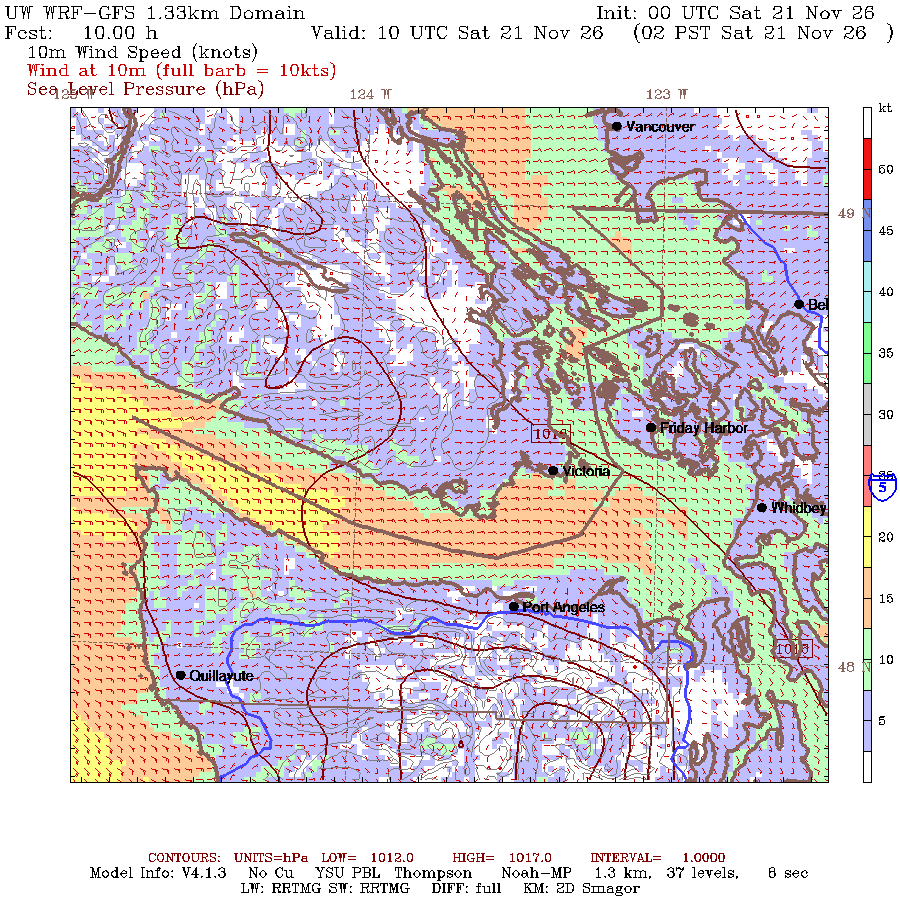 UW WRF-GFS 1.33km Domain Init: 00 UTC Sat 21 Nov 26
Fcst: 10.00 h Valid: 10 UTC Sat 21 Nov 26 (02 PST Sat 21 Nov 26 )
10m Wind Speed (knots)
Wind at 10m (full barb = 10kts)
Sea Level Pressure (hPa)
125 W 124 W 123 W
kt
Vancouver
60
49 N
45
40
Bel
35
30
Friday Harbor
Victoria
5
Whidbey
20
15
Port Angeles
10
48 N
Quillayute
5
CONTOURS: UNITS=hPa LOW= 1012.0 HIGH= 1017.0 INTERVAL= 1.0000
Model Info: V4.1.3 No Cu YSU PBL Thompson Noah-MP 1.3 km, 37 levels, 8 sec
LW: RRTMG SW: RRTMG DIFF: full KM: 2D Smagor